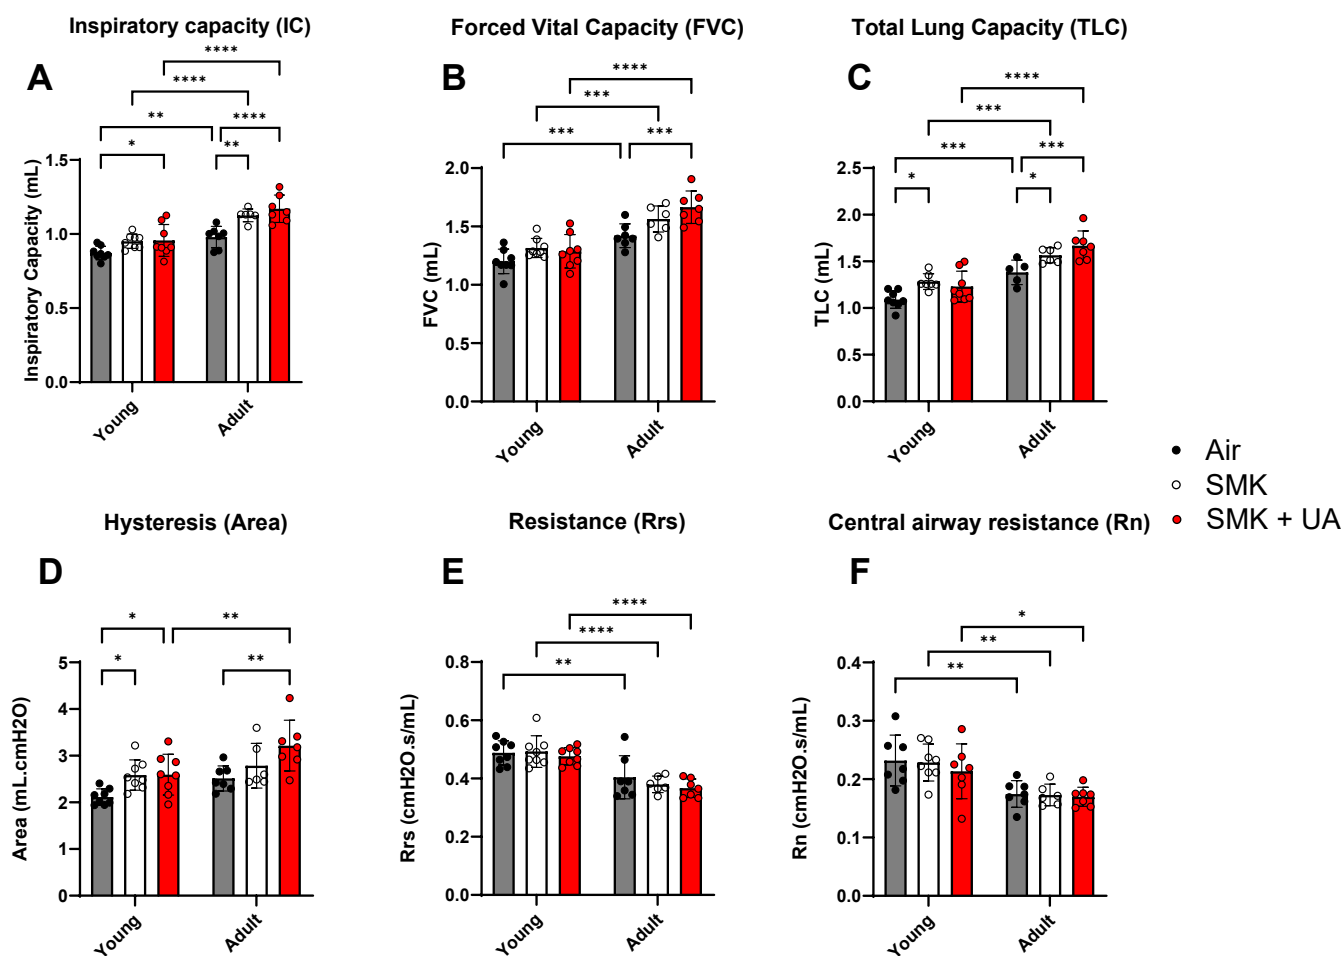 Inspiratory capacity (IC)
Forced Vital Capacity (FVC)
Total Lung Capacity (TLC)
A
****
****
**
****
*
**
Inspiratory Capacity (mL)
1.5
1.0
0.5
0.0
Young
Adult
B
****
***
***
***
FVC (mL)
2.0
1.5
1.0
0.5
0.0
Young
Adult
C
****
***
***
***
*
*
TLC (mL)
2.5
2.0
1.5
1.0
0.5
0.0
Young
Adult
Air
SMK
SMK + UA
Hysteresis (Area)
Resistance (Rrs)
Central airway resistance (Rn)
D
*
**
*
**
Area (mL.cmH2O)
5
4
3
2
1
0
Young
Adult
E
****
****
**
Rrs (cmH2O.s/mL)
0.8
0.6
0.4
0.2
0.0
Young
Adult
F
*
**
**
Rn (cmH2O.s/mL)
0.4
0.3
0.2
0.1
0.0
Young
Adult